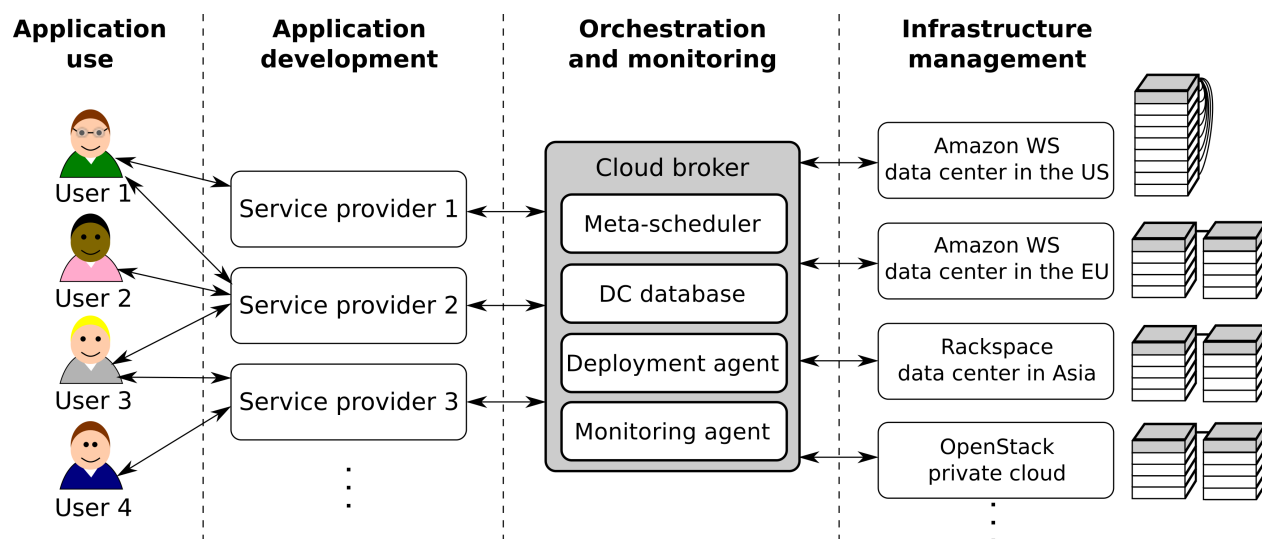 Application
use
Application
development
Orchestration
and monitoring
Infrastructure
management
User 1
User 2
User 3
User 4
Service provider 1
Service provider 2
Service provider 3
Cloud broker
Meta-scheduler
DC database
Deployment agent
Monitoring agent
Amazon WS
data center in the US
Amazon WS
data center in the EU
Rackspace
data center in Asia
OpenStack
private cloud